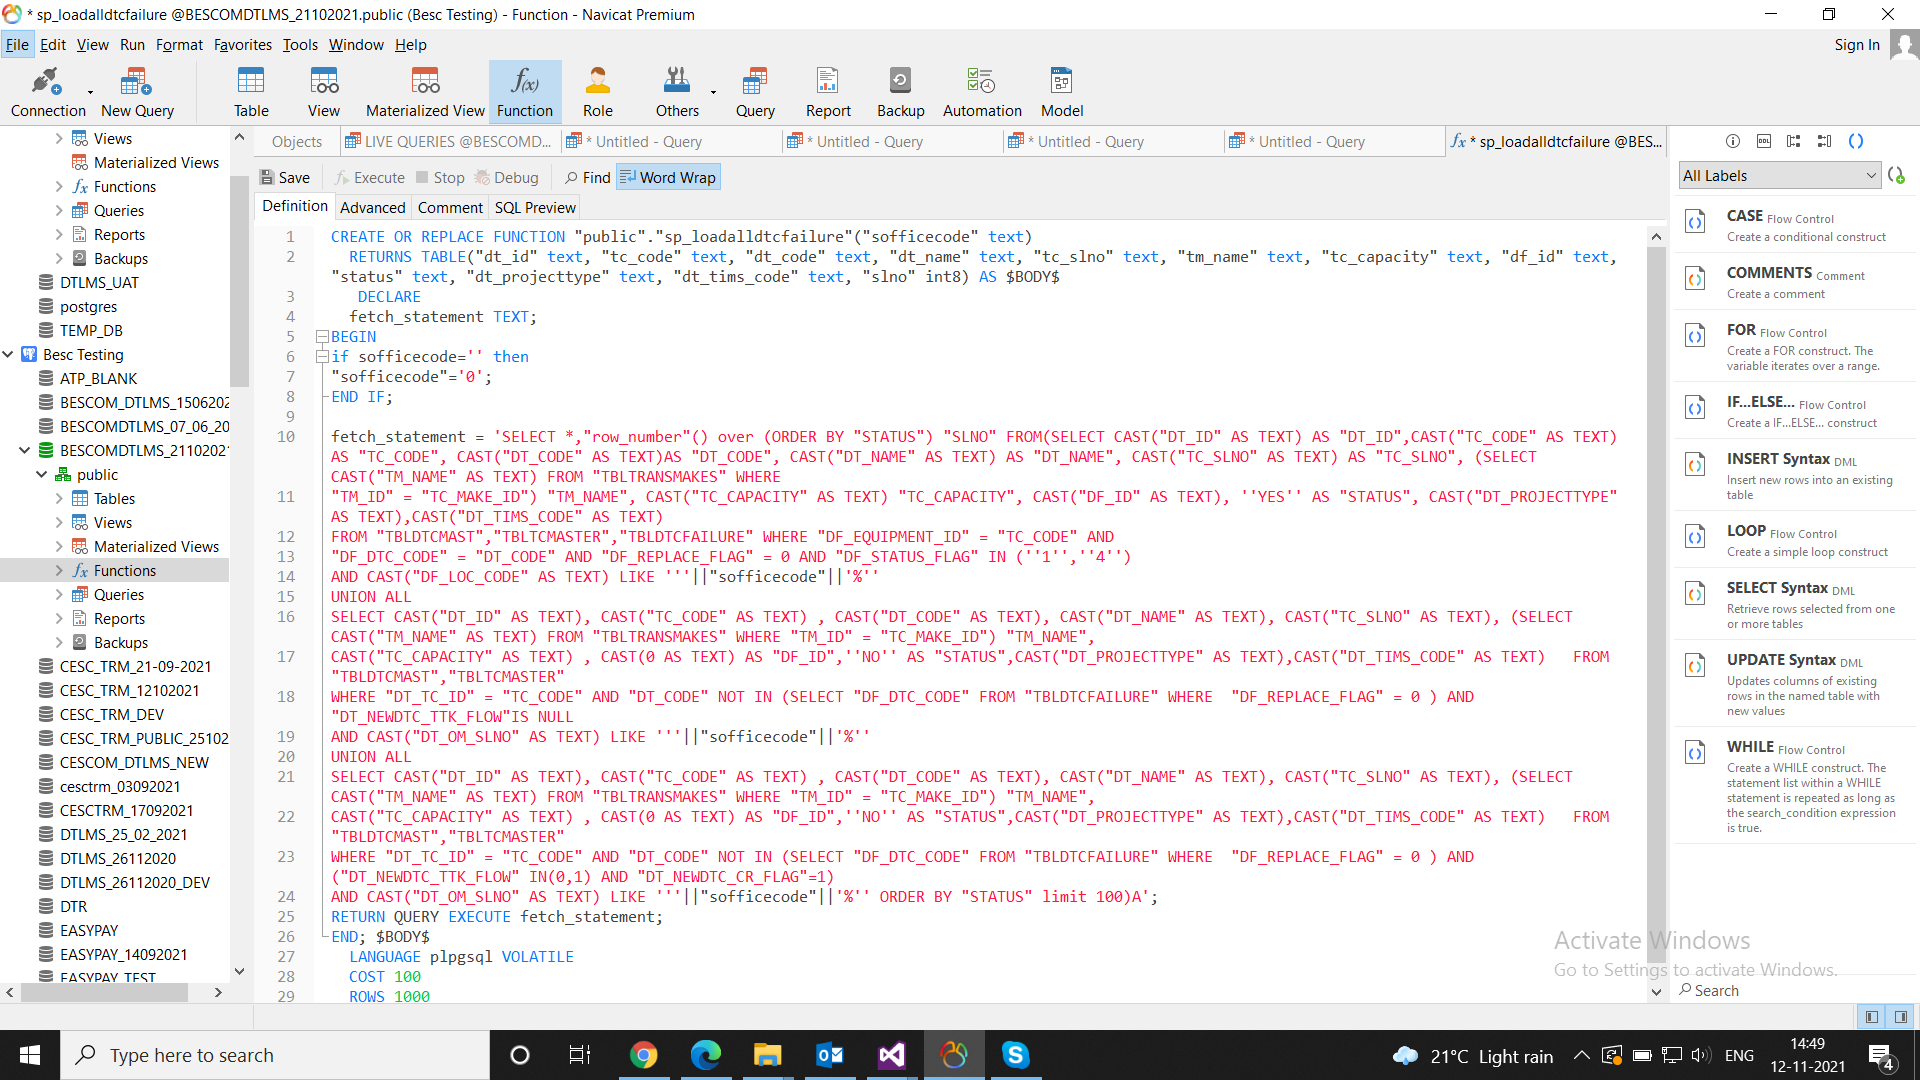 * sp_loadalldtcfailure @BESCOMDTLMS_21102021.public (Besc Testing) - Function - Navicat Premium
File Edit View Run Format Favorites Tools Window Help
Sign In
Connection New Query Table View Materialized View Function Role Others Query Report Backup Automation Model
Objects LIVE QUERIES @BESCOMD... * Untitled - Query * Untitled - Query * Untitled - Query * Untitled - Query * sp_loadalldtcfailure @BES...
Save Execute Stop Debug Find Word Wrap
Definition Advanced Comment SQL Preview
Views
Materialized Views
Functions
Queries
Reports
Backups
DTLMS_UAT
postgres
TEMP_DB
Besc Testing
ATP_BLANK
BESCOM_DTLMS_1506202
BESCOMDTLMS_07_06_20
BESCOMDTLMS_2110202
public
Tables
Views
Materialized Views
Functions
Queries
Reports
Backups
CESC_TRM_21-09-2021
CESC_TRM_12102021
CESC_TRM_DEV
CESC_TRM_PUBLIC_25102
CESCOM_DTLMS_NEW
cesctrm_03092021
CESCTRM_17092021
DTLMS_25_02_2021
DTLMS_26112020
DTLMS_26112020_DEV
DTR
EASYPAY
EASYPAY_14092021
EASYPAY_TEST
1 CREATE OR REPLACE FUNCTION "public"."sp_loadalldtcfailure"("sofficecode" text)
2 RETURNS TABLE("dt_id" text, "tc_code" text, "dt_code" text, "dt_name" text, "tc_slno" text, "tm_name" text, "tc_capacity" text, "df_id" text,
"status" text, "dt_projecttype" text, "dt_tims_code" text, "slno" int8) AS $BODY$
3 DECLARE
4 fetch_statement TEXT;
5 BEGIN
6 if sofficecode='' then
7 "sofficecode"='0';
8 END IF;
9
10 fetch_statement = 'SELECT *,"row_number"() over (ORDER BY "STATUS") "SLNO" FROM(SELECT CAST("DT_ID" AS TEXT) AS "DT_ID",CAST("TC_CODE" AS TEXT)
AS "TC_CODE", CAST("DT_CODE" AS TEXT)AS "DT_CODE", CAST("DT_NAME" AS TEXT) AS "DT_NAME", CAST("TC_SLNO" AS TEXT) AS "TC_SLNO", (SELECT
CAST("TM_NAME" AS TEXT) FROM "TBLTRANSMAKES" WHERE
11 "TM_ID" = "TC_MAKE_ID") "TM_NAME", CAST("TC_CAPACITY" AS TEXT) "TC_CAPACITY", CAST("DF_ID" AS TEXT), ''YES'' AS "STATUS", CAST("DT_PROJECTTYPE"
AS TEXT),CAST("DT_TIMS_CODE" AS TEXT)
12 FROM "TBLDTCMAST","TBLTCMASTER","TBLDTCFAILURE" WHERE "DF_EQUIPMENT_ID" = "TC_CODE" AND
13 "DF_DTC_CODE" = "DT_CODE" AND "DF_REPLACE_FLAG" = 0 AND "DF_STATUS_FLAG" IN (''1'',''4'')
14 AND CAST("DF_LOC_CODE" AS TEXT) LIKE '''||"sofficecode"||'%''
15 UNION ALL
16 SELECT CAST("DT_ID" AS TEXT), CAST("TC_CODE" AS TEXT) , CAST("DT_CODE" AS TEXT), CAST("DT_NAME" AS TEXT), CAST("TC_SLNO" AS TEXT), (SELECT
CAST("TM_NAME" AS TEXT) FROM "TBLTRANSMAKES" WHERE "TM_ID" = "TC_MAKE_ID") "TM_NAME",
17 CAST("TC_CAPACITY" AS TEXT) , CAST(0 AS TEXT) AS "DF_ID",''NO'' AS "STATUS",CAST("DT_PROJECTTYPE" AS TEXT),CAST("DT_TIMS_CODE" AS TEXT) FROM
"TBLDTCMAST","TBLTCMASTER"
18 WHERE "DT_TC_ID" = "TC_CODE" AND "DT_CODE" NOT IN (SELECT "DF_DTC_CODE" FROM "TBLDTCFAILURE" WHERE "DF_REPLACE_FLAG" = 0 ) AND
"DT_NEWDTC_TTK_FLOW"IS NULL
19 AND CAST("DT_OM_SLNO" AS TEXT) LIKE '''||"sofficecode"||'%''
20 UNION ALL
21 SELECT CAST("DT_ID" AS TEXT), CAST("TC_CODE" AS TEXT) , CAST("DT_CODE" AS TEXT), CAST("DT_NAME" AS TEXT), CAST("TC_SLNO" AS TEXT), (SELECT
CAST("TM_NAME" AS TEXT) FROM "TBLTRANSMAKES" WHERE "TM_ID" = "TC_MAKE_ID") "TM_NAME",
22 CAST("TC_CAPACITY" AS TEXT) , CAST(0 AS TEXT) AS "DF_ID",''NO'' AS "STATUS",CAST("DT_PROJECTTYPE" AS TEXT),CAST("DT_TIMS_CODE" AS TEXT) FROM
"TBLDTCMAST","TBLTCMASTER"
23 WHERE "DT_TC_ID" = "TC_CODE" AND "DT_CODE" NOT IN (SELECT "DF_DTC_CODE" FROM "TBLDTCFAILURE" WHERE "DF_REPLACE_FLAG" = 0 ) AND
("DT_NEWDTC_TTK_FLOW" IN(0,1) AND "DT_NEWDTC_CR_FLAG"=1)
24 AND CAST("DT_OM_SLNO" AS TEXT) LIKE '''||"sofficecode"||'%'' ORDER BY "STATUS" limit 100)A';
25 RETURN QUERY EXECUTE fetch_statement;
26 END; $BODY$
27 LANGUAGE plpgsql VOLATILE
28 COST 100
29 ROWS 1000
All Labels
CASE Flow Control
Create a conditional construct
COMMENTS Comment
Create a comment
FOR Flow Control
Create a FOR construct. The
variable iterates over a range.
IF...ELSE... Flow Control
Create a IF...ELSE... construct
INSERT Syntax DML
Insert new rows into an existing
table
LOOP Flow Control
Create a simple loop construct
SELECT Syntax DML
Retrieve rows selected from one
or more tables
UPDATE Syntax DML
Updates columns of existing
rows in the named table with
new values
WHILE Flow Control
Create a WHILE construct. The
statement list within a WHILE
statement is repeated as long as
the search_condition expression
is true.
Activate Windows
Go to Settings to activate Windows.
Search
Type here to search
21°C Light rain
ENG
14:49
12-11-2021
4